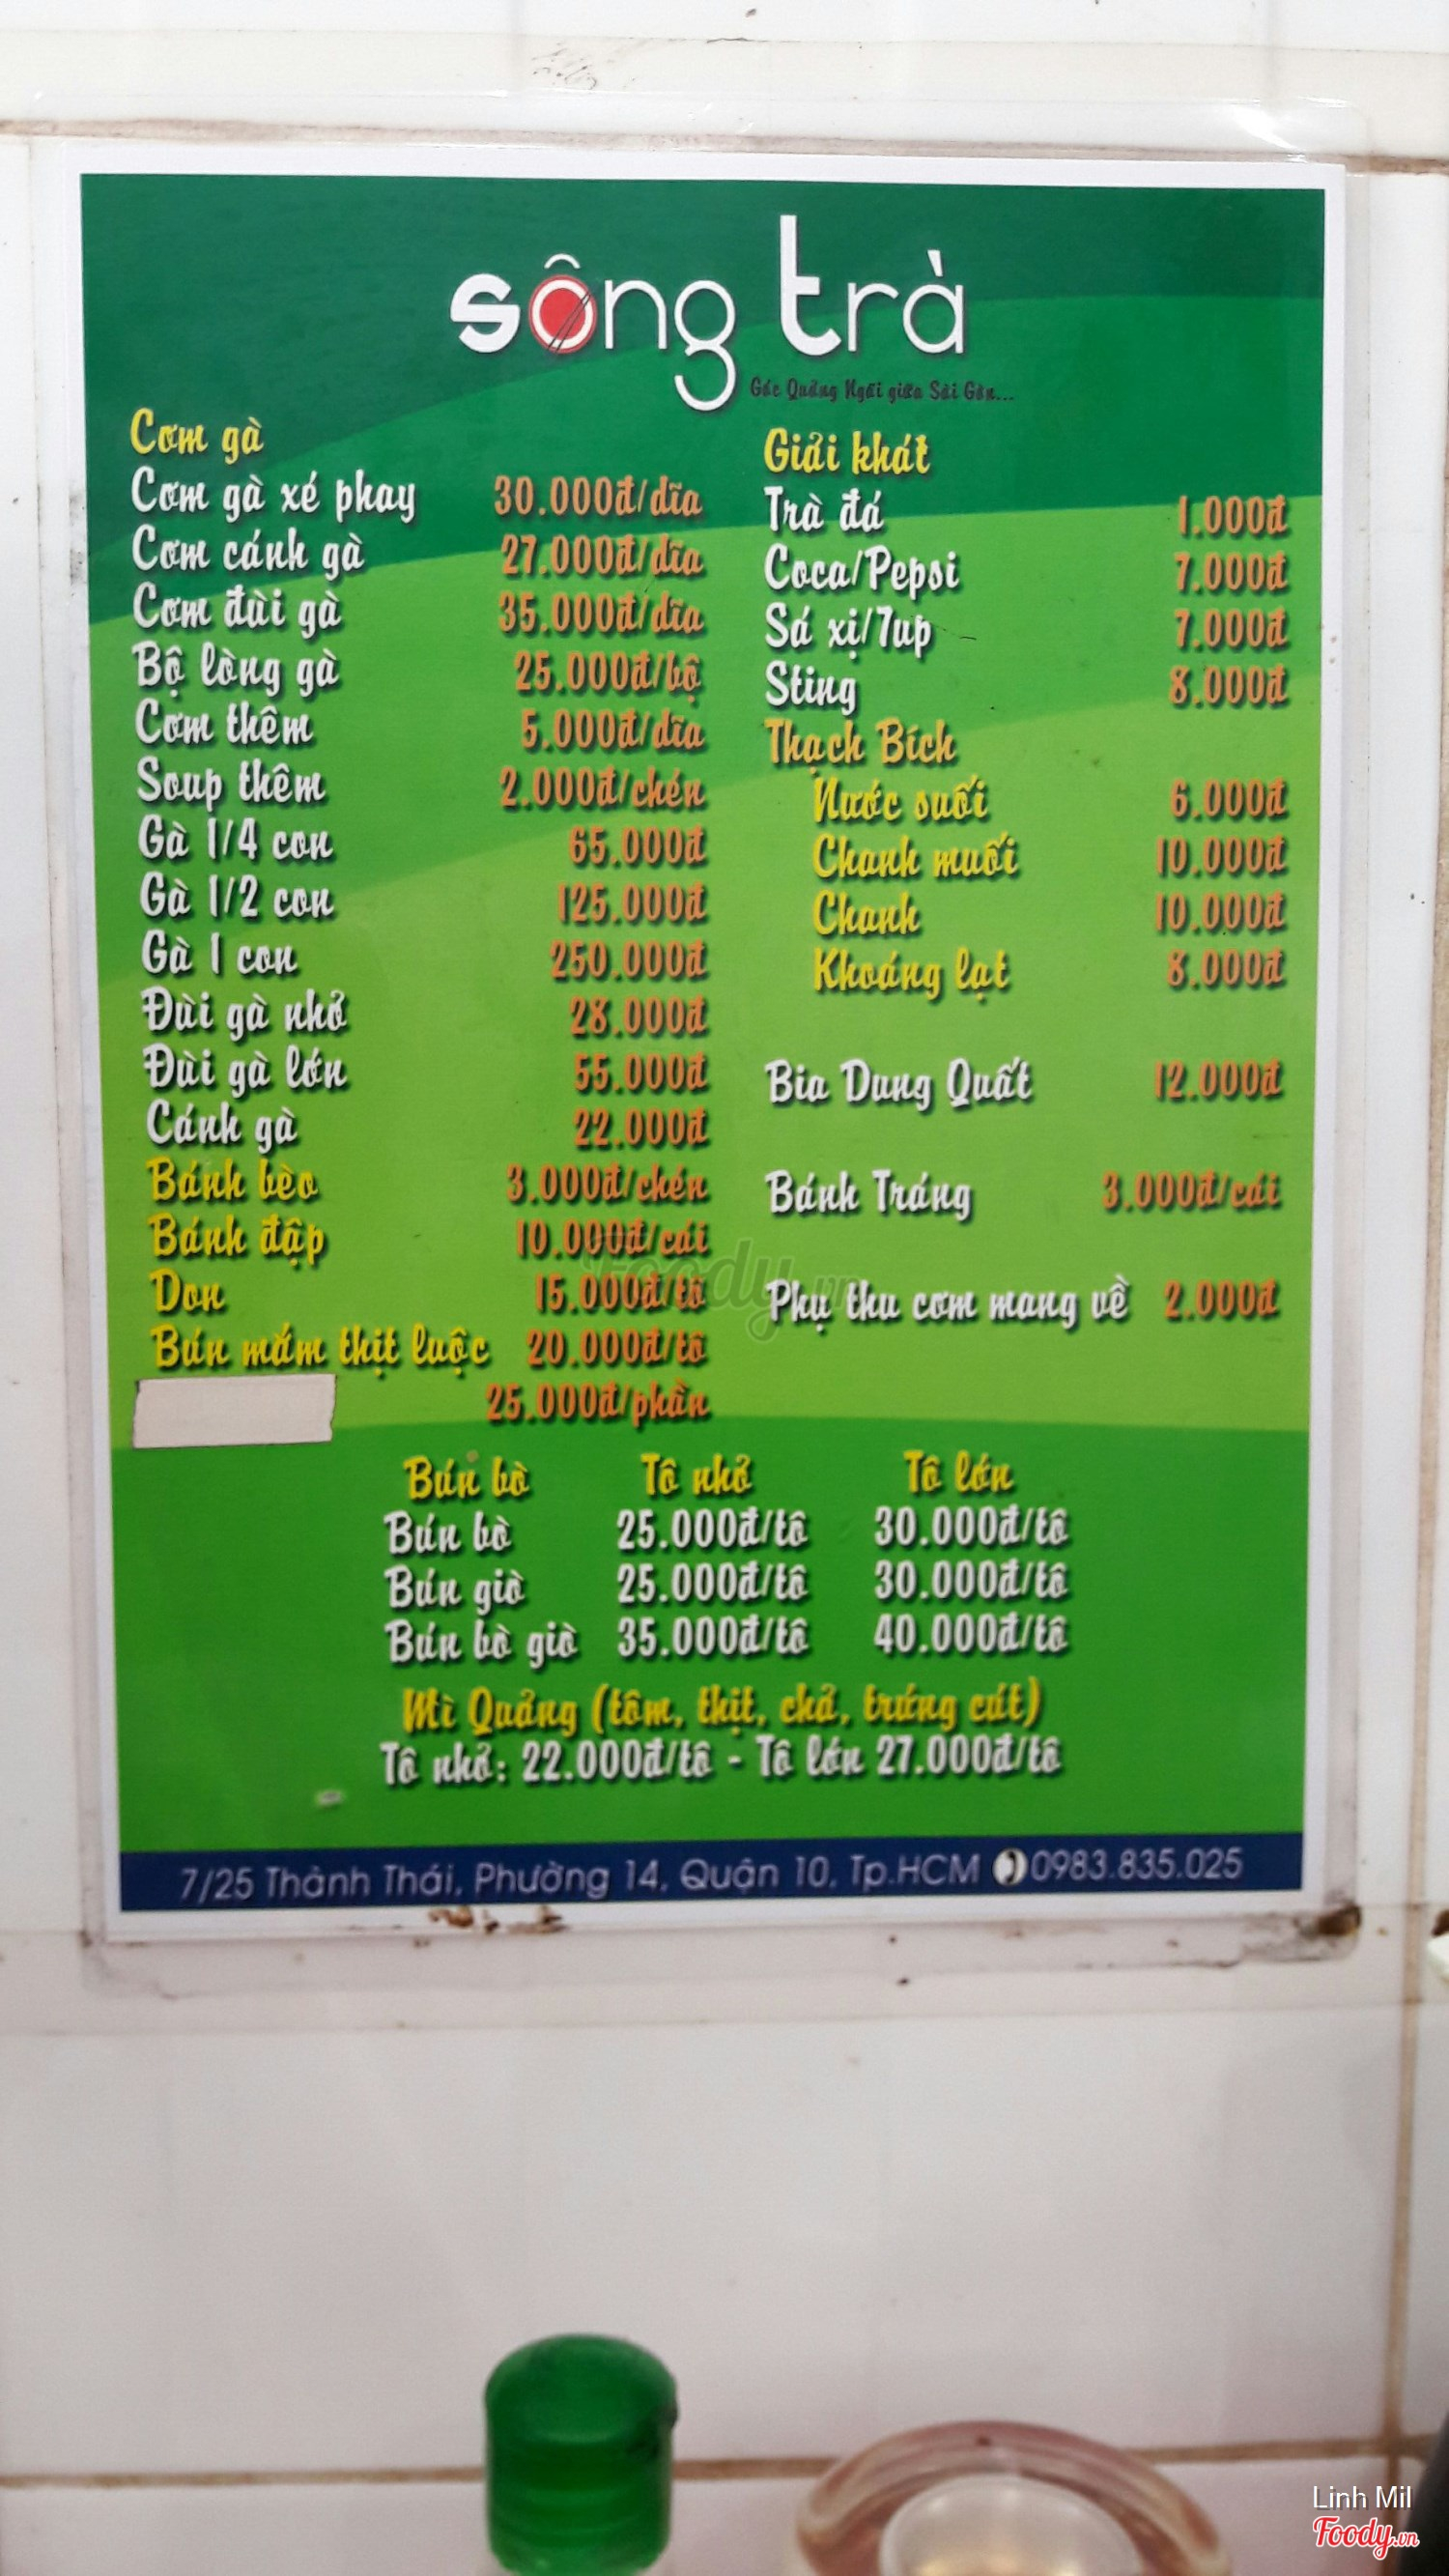 sông trà
Góc Quảng Ngãi giữa Sài Gòn...
Cơm gà
Cơm gà xé phay 30.000đ/dĩa
Cơm cánh gà 27.000đ/dĩa
Cơm đùi gà 35.000đ/dĩa
Bộ lòng gà 25.000đ/bộ
Cơm thêm 5.000đ/dĩa
Soup thêm 2.000đ/chén
Gà 1/4 con 65.000đ
Gà 1/2 con 125.000đ
Gà 1 con 250.000đ
Đùi gà nhỏ 28.000đ
Đùi gà lớn 55.000đ
Cánh gà 22.000đ
Bánh bèo 3.000đ/chén
Bánh đập 10.000đ/cái
Don 15.000đ/tô
Bún mắm thịt luộc 20.000đ/tô
25.000đ/phần
Giải khát
Trà đá 1.000đ
Coca/Pepsi 7.000đ
Sá xị/7up 7.000đ
Sting 8.000đ
Thạch Bích
Nước suối 6.000đ
Chanh muối 10.000đ
Chanh 10.000đ
Khoáng lạt 8.000đ
Bia Dung Quất 12.000đ
Bánh Tráng 3.000đ/cái
Phụ thu cơm mang về 2.000đ
Foody.vn
Bún bò Tô nhỏ Tô lớn
Bún bò 25.000đ/tô 30.000đ/tô
Bún giò 25.000đ/tô 30.000đ/tô
Bún bò giò 35.000đ/tô 40.000đ/tô
Mì Quảng (tôm, thịt, chả, trứng cút)
Tô nhỏ: 22.000đ/tô - Tô lớn 27.000đ/tô
7/25 Thành Thái, Phường 14, Quận 10, Tp.HCM 0983.835.025
Linh Mil
Foody.vn